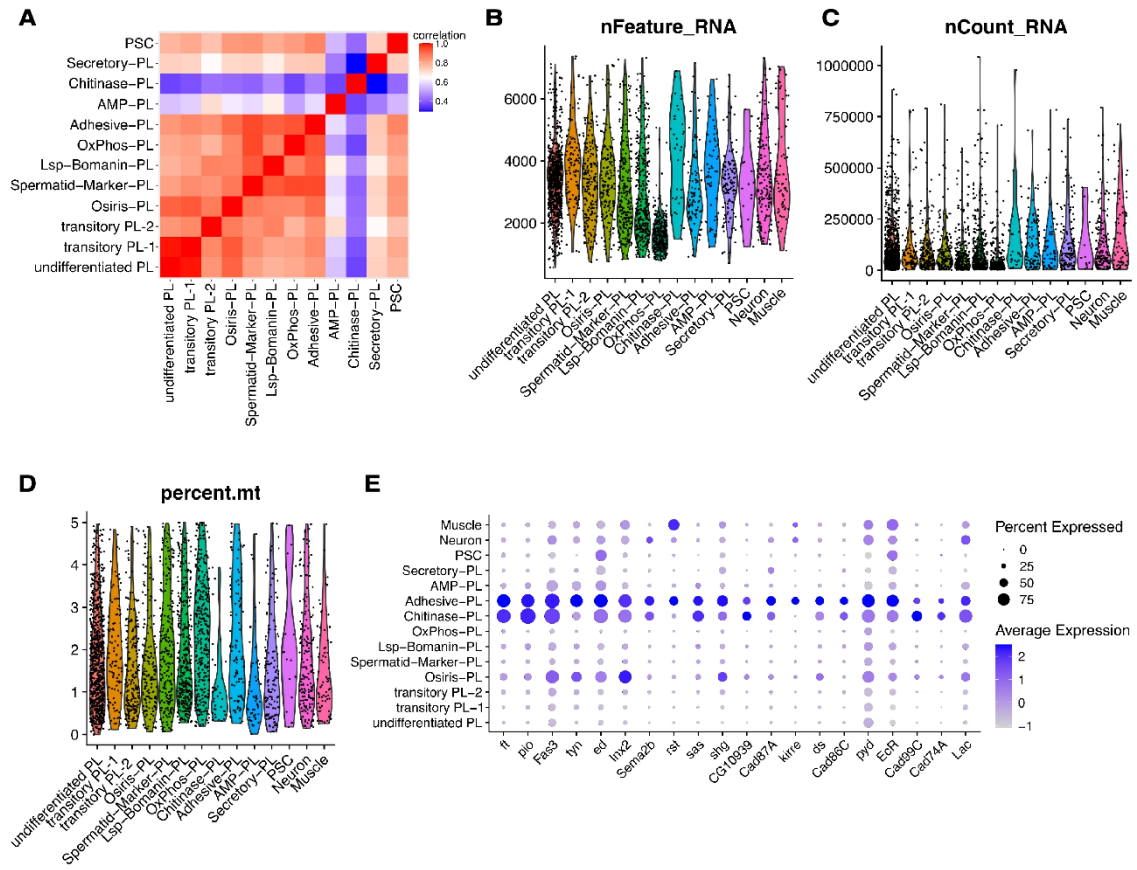 A
PSC
Secretory-PL
Chitinase-PL
AMP-PL
Adhesive-PL
OxPhos-PL
Lsp-Bomanin-PL
Spermatid-Marker-PL
Osiris-PL
transitory PL-2
transitory PL-1
undifferentiated PL
undifferentiated PL
transitory PL-1
transitory PL-2
Osiris-PL
Spermatid-Marker-PL
Lsp-Bomanin-PL
OxPhos-PL
Adhesive-PL
AMP-PL
Chitinase-PL
Secretory-PL
PSC
correlation
1.0
0.8
0.6
0.4
B
nFeature_RNA
6000
4000
2000
undifferentiated PL
transitory PL-1
transitory PL-2
Osiris-PL
Spermatid-Marker-PL
Lsp-Bomanin-PL
OxPhos-PL
Chitinase-PL
Adhesive-PL
AMP-PL
Secretory-PL
PSC
Neuron
Muscle
C
nCount_RNA
1000000
750000
500000
250000
0
undifferentiated PL
transitory PL-1
transitory PL-2
Osiris-PL
Spermatid-Marker-PL
Lsp-Bomanin-PL
OxPhos-PL
Chitinase-PL
Adhesive-PL
AMP-PL
Secretory-PL
PSC
Neuron
Muscle
D
percent.mt
5
4
3
2
1
0
undifferentiated PL
transitory PL-1
transitory PL-2
Osiris-PL
Spermatid-Marker-PL
Lsp-Bomanin-PL
OxPhos-PL
Chitinase-PL
Adhesive-PL
AMP-PL
Secretory-PL
PSC
Neuron
Muscle
E
Muscle
Neuron
PSC
Secretory-PL
AMP-PL
Adhesive-PL
Chitinase-PL
OxPhos-PL
Lsp-Bomanin-PL
Spermatid-Marker-PL
Osiris-PL
transitory PL-2
transitory PL-1
undifferentiated PL
ft
pio
Fas3
tyn
ed
Inx2
Sema2b
rst
sas
shg
CG10939
Cad87A
kirre
ds
Cad86C
pyd
EcR
Cad99C
Cad74A
Lac
Percent Expressed
0
25
50
75
Average Expression
2
1
0
-1